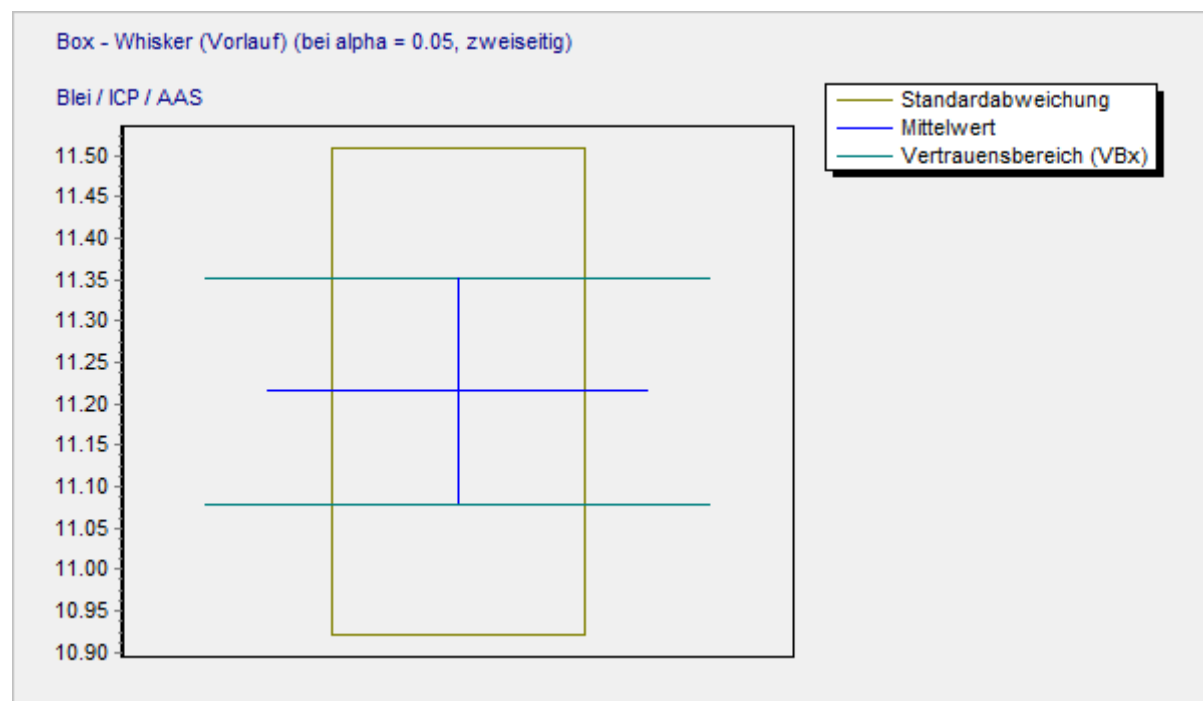 Box - Whisker (Vorlauf) (bei alpha = 0.05, zweiseitig)
Blei / ICP / AAS
Standardabweichung
Mittelwert
Vertrauensbereich (VBx)
11.50
11.45
11.40
11.35
11.30
11.25
11.20
11.15
11.10
11.05
11.00
10.95
10.90